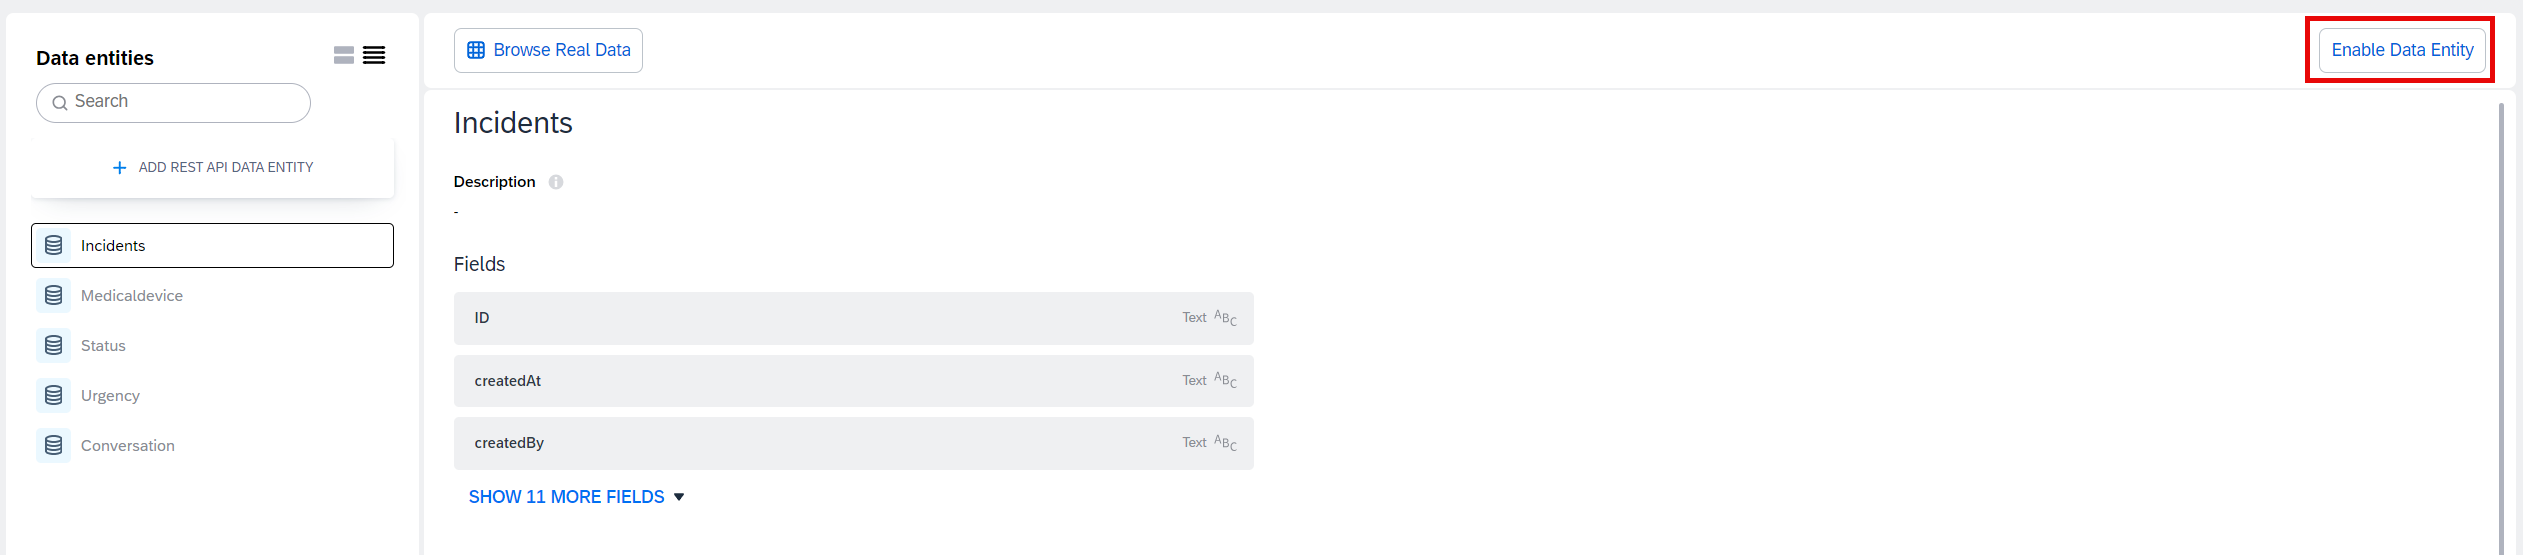 Data entities
Search
ADD REST API DATA ENTITY
Incidents
Medicaldevice
Status
Urgency
Conversation
Browse Real Data
Enable Data Entity
Incidents
Description
-
Fields
ID Text ABC
createdAt Text ABC
createdBy Text ABC
SHOW 11 MORE FIELDS